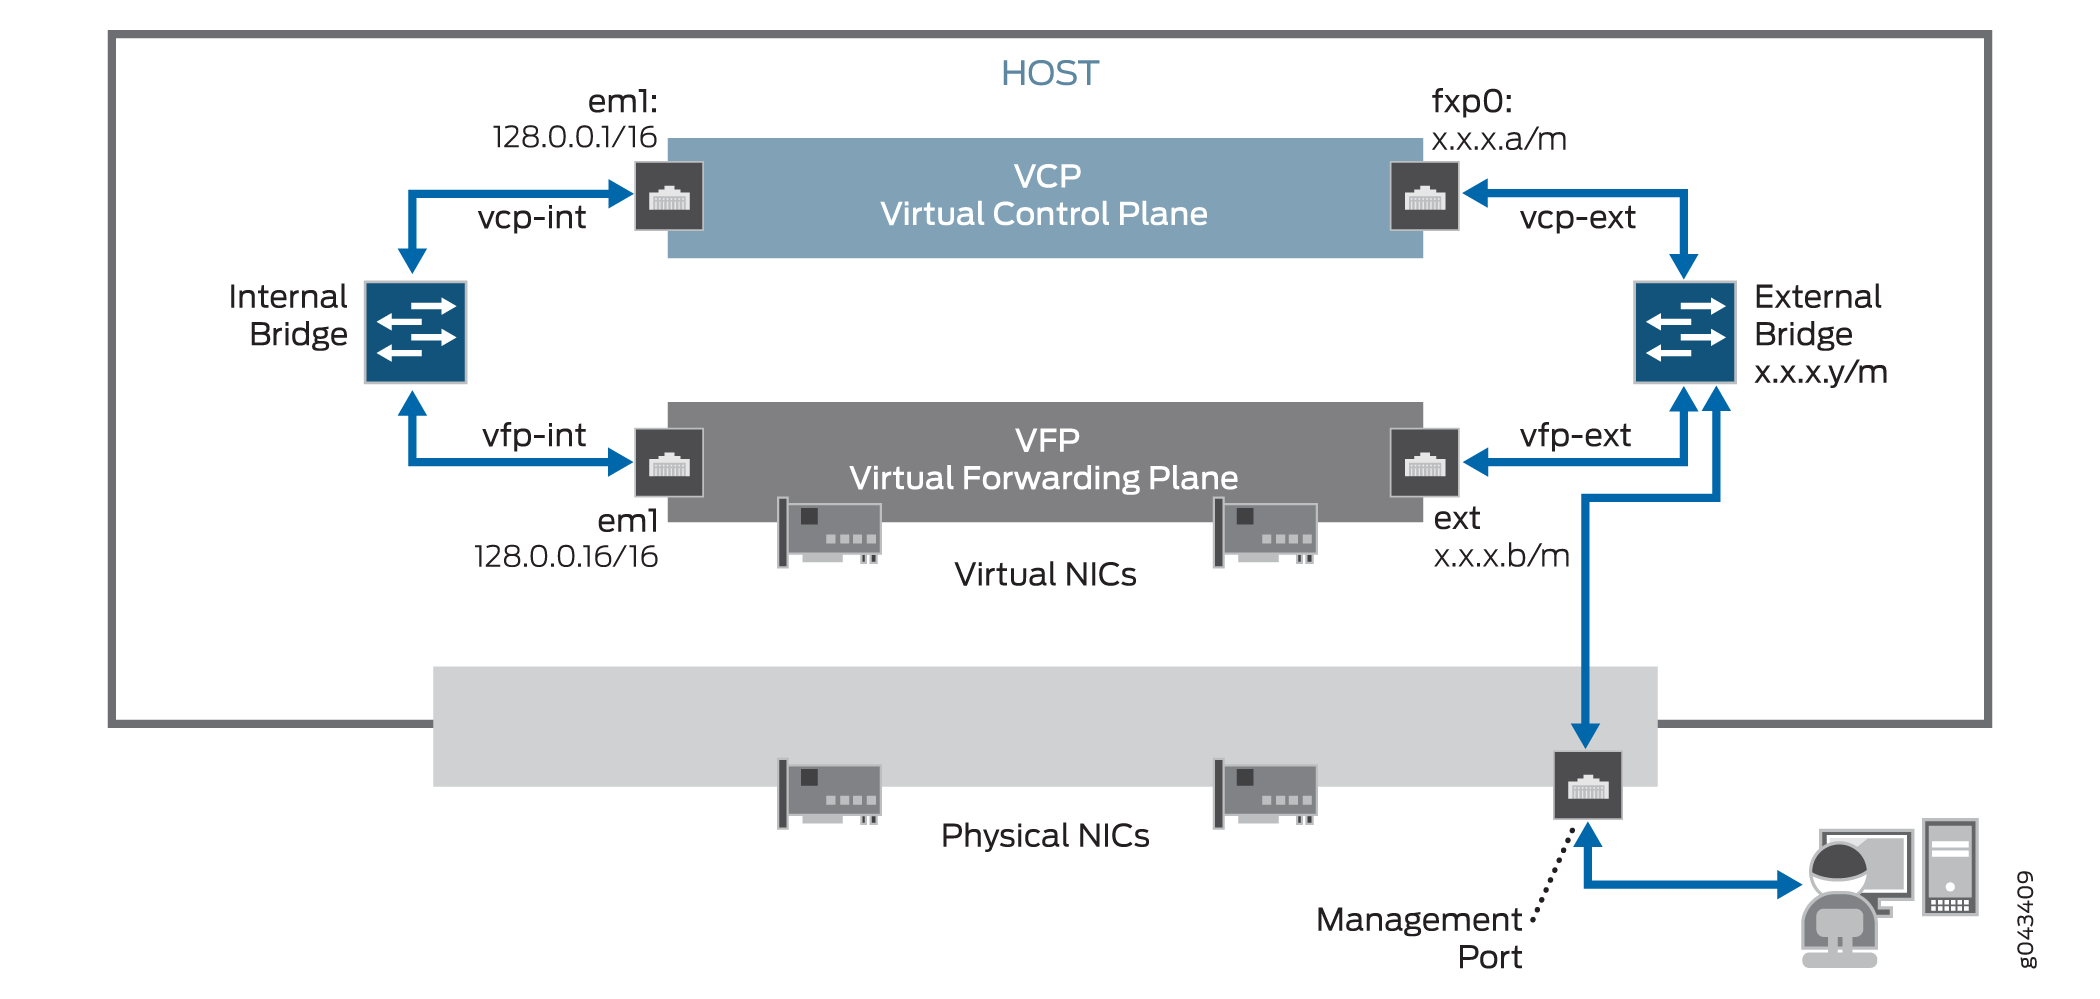 HOST
em1:
128.0.0.1/16
fxp0:
x.x.x.a/m
VCP
Virtual Control Plane
vcp-int
vcp-ext
Internal
Bridge
External
Bridge
x.x.x.y/m
vfp-int
VFP
Virtual Forwarding Plane
vfp-ext
em1
128.0.0.16/16
ext
x.x.x.b/m
Virtual NICs
Physical NICs
Management
Port
g043409